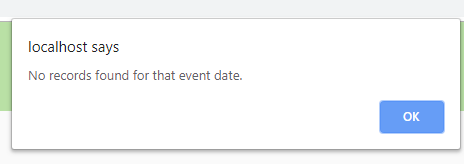 localhost says
No records found for that event date.
OK